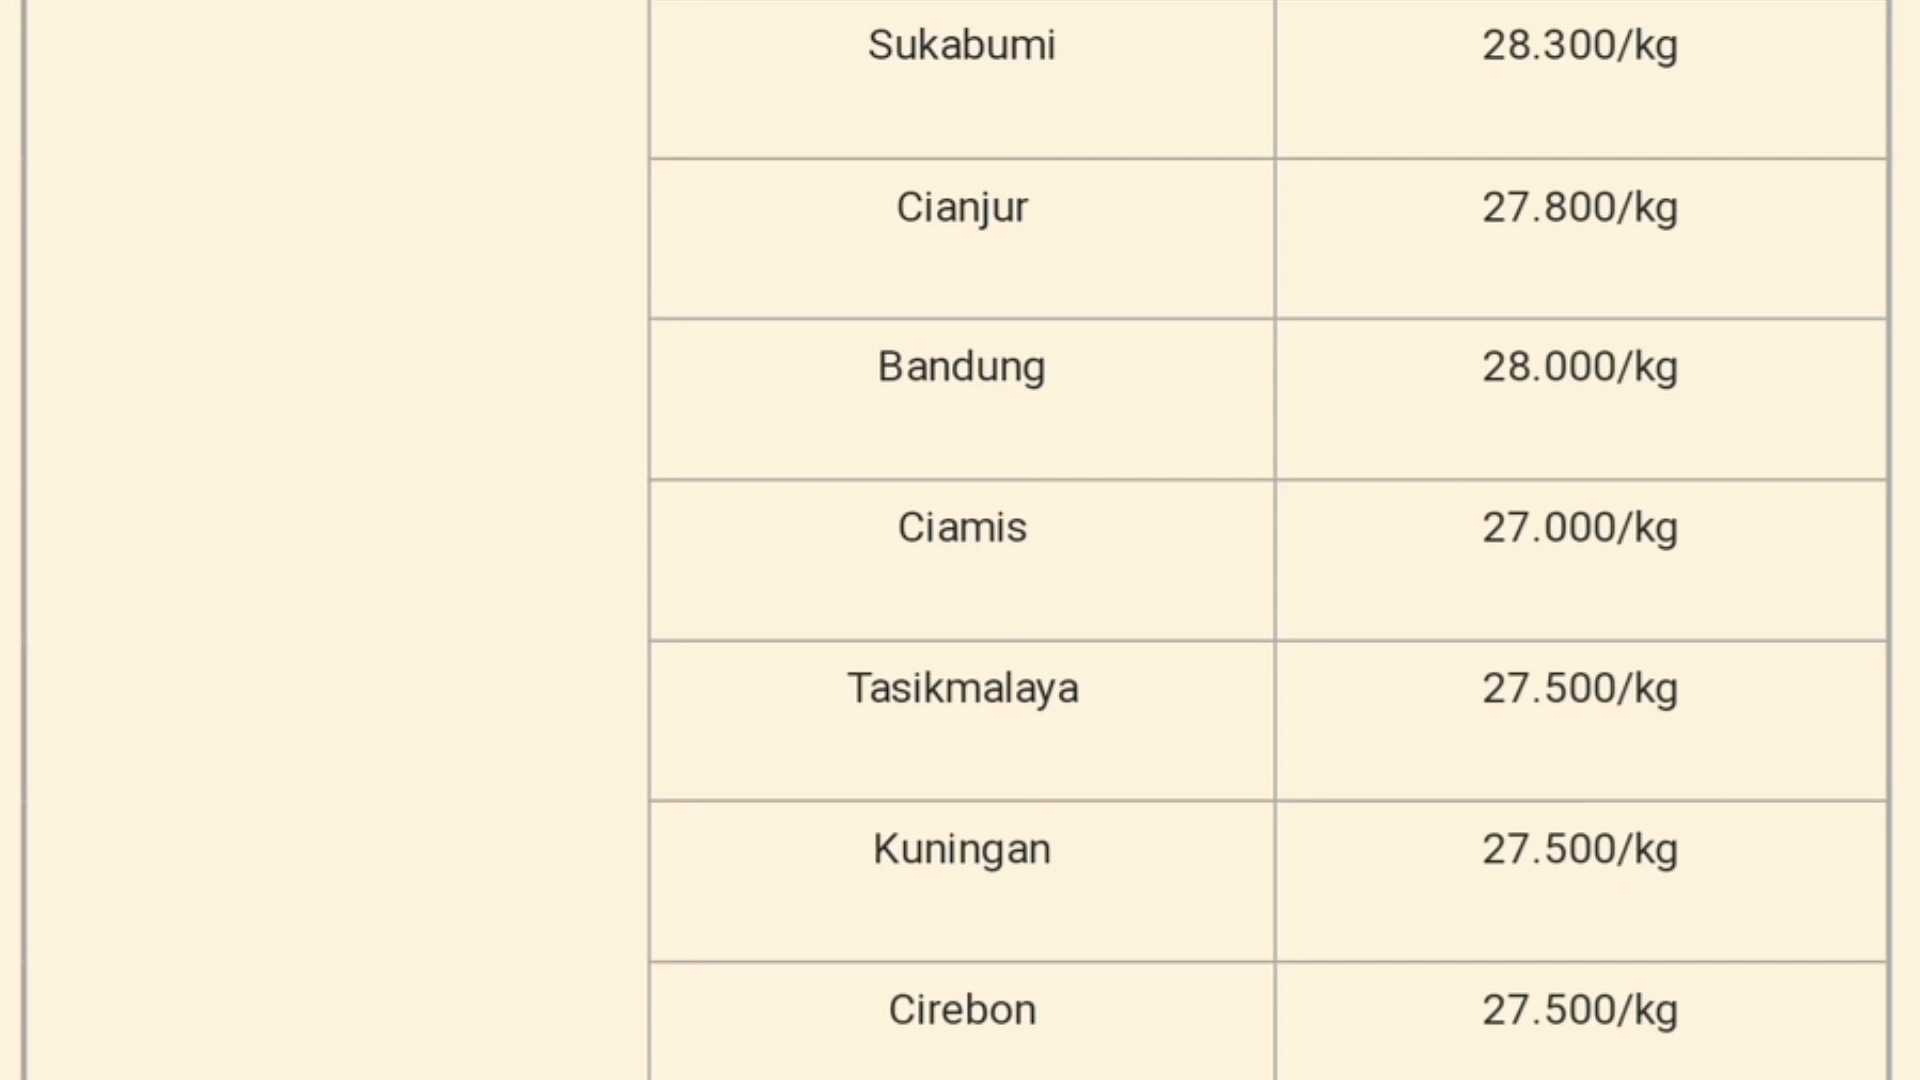 Sukabumi 28.300/kg
Cianjur 27.800/kg
Bandung 28.000/kg
Ciamis 27.000/kg
Tasikmalaya 27.500/kg
Kuningan 27.500/kg
Cirebon 27.500/kg